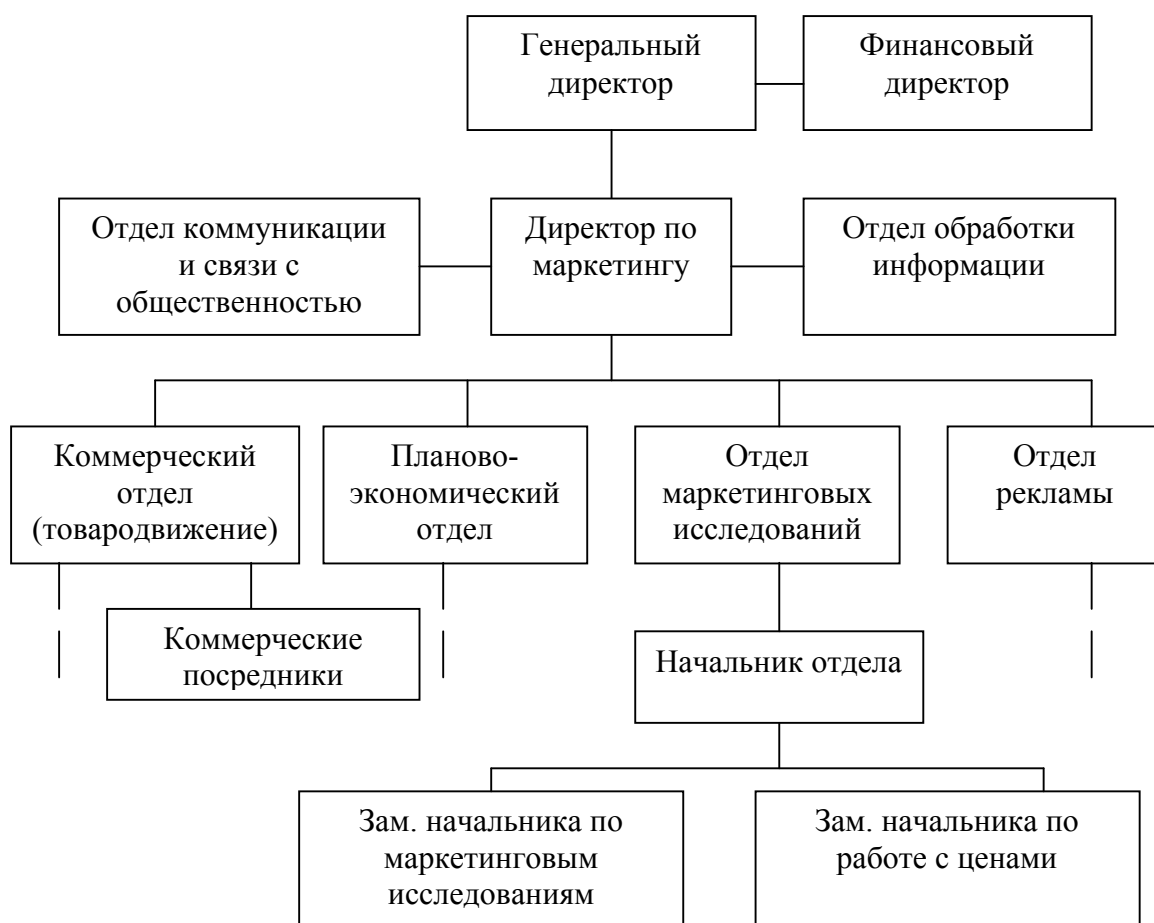 Генеральный
директор
Финансовый
директор
Отдел коммуникации
и связи с
общественностью
Директор по
маркетингу
Отдел обработки
информации
Коммерческий
отдел
(товародвижение)
Планово-
экономический
отдел
Отдел
маркетинговых
исследований
Отдел
рекламы
Коммерческие
посредники
Начальник отдела
Зам. начальника по
маркетинговым
исследованиям
Зам. начальника по
работе с ценами